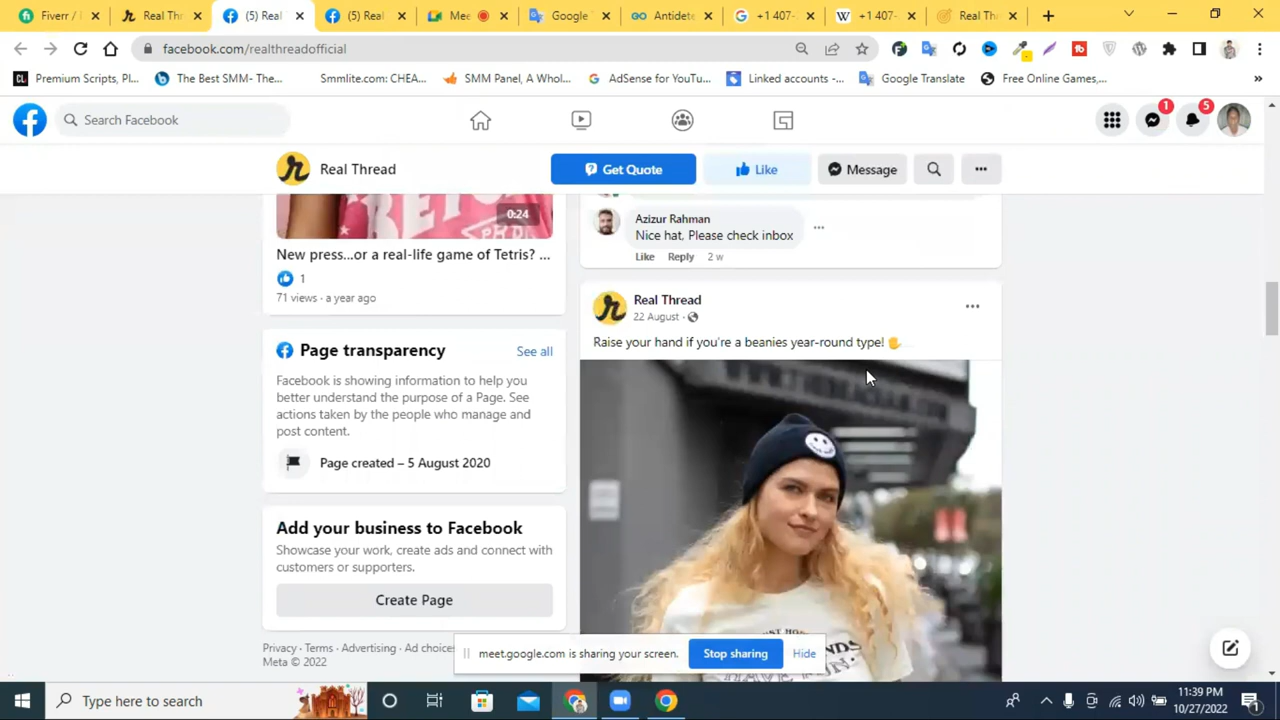 Fiverr /
Real Thr
(5) Real
(5) Real
Mee
Google
Antidete
+1 407-
+1 407-
Real Thr
facebook.com/realthreadofficial
Premium Scripts, Pl...
The Best SMM- The...
Smmlite.com: CHEA...
SMM Panel, A Whol...
AdSense for YouTu...
Linked accounts -...
Google Translate
Free Online Games,...
»
Search Facebook
1
5
Real Thread
Get Quote
Like
Message
0:24
New press...or a real-life game of Tetris? ...
1
71 views · a year ago
Page transparency
See all
Facebook is showing information to help you
better understand the purpose of a Page. See
actions taken by the people who manage and
post content.
Page created – 5 August 2020
Add your business to Facebook
Showcase your work, create ads and connect with
customers or supporters.
Create Page
Privacy · Terms · Advertising · Ad choices
Meta © 2022
Azizur Rahman
Nice hat, Please check inbox
Like Reply 2 w
Real Thread
22 August ·
Raise your hand if you're a beanies year-round type! ✋
meet.google.com is sharing your screen.
Stop sharing
Hide
Type here to search
11:39 PM
10/27/2022
1